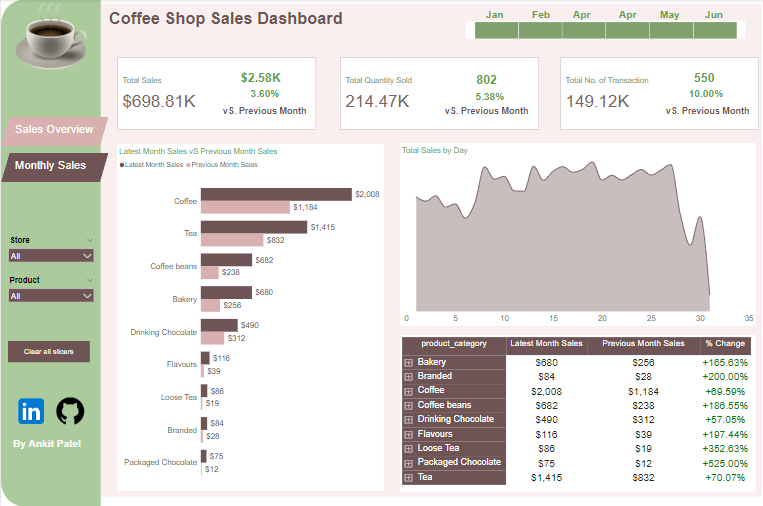 Coffee Shop Sales Dashboard
Jan Feb Apr Apr May Jun
Total Sales
$698.81K
$2.58K
3.60%
vS. Previous Month
Total Quantity Sold
214.47K
802
5.38%
vS. Previous Month
Total No. of Transaction
149.12K
550
10.00%
vS. Previous Month
Sales Overview
Monthly Sales
Store
All
Product
All
Clear all slicers
in
By Ankit Patel
Latest Month Sales vS Previous Month Sales
Latest Month Sales Previous Month Sales
Coffee $2,008
$1,184
Tea $1,415
$832
Coffee beans $682
$238
Bakery $680
$256
Drinking Chocolate $490
$312
Flavours $116
$39
Loose Tea $86
$19
Branded $84
$28
Packaged Chocolate $75
$12
Total Sales by Day
0 5 10 15 20 25 30 35
product_category Latest Month Sales Previous Month Sales % Change
Bakery $680 $256 +165.63%
Branded $84 $28 +200.00%
Coffee $2,008 $1,184 +69.59%
Coffee beans $682 $238 +186.55%
Drinking Chocolate $490 $312 +57.05%
Flavours $116 $39 +197.44%
Loose Tea $86 $19 +352.63%
Packaged Chocolate $75 $12 +525.00%
Tea $1,415 $832 +70.07%